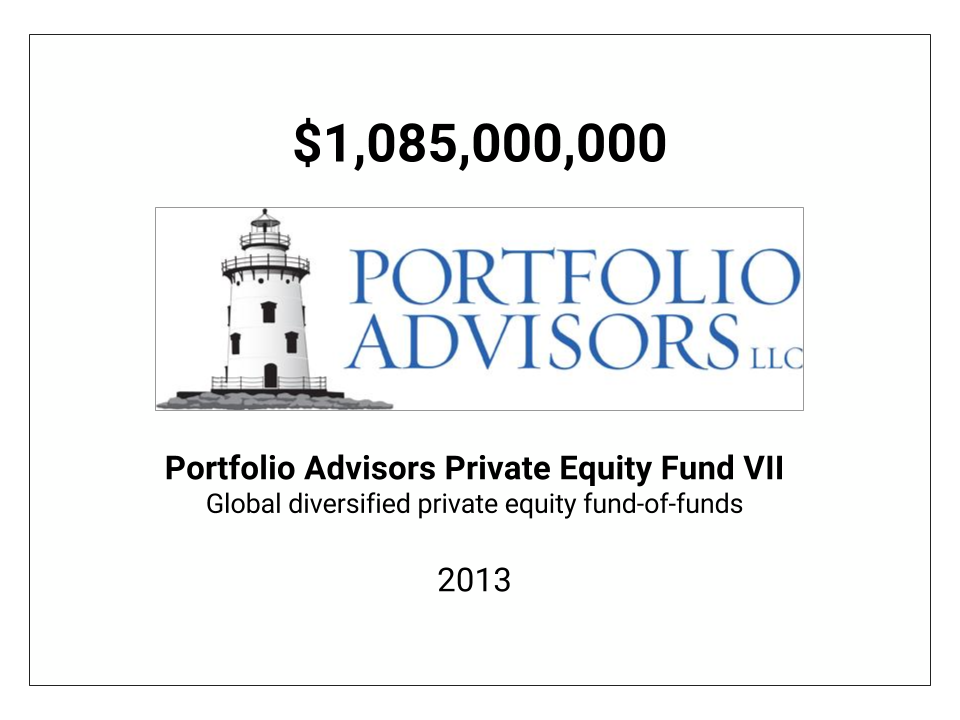 $1,085,000,000
PORTFOLIO
ADVISORS LLC
Portfolio Advisors Private Equity Fund VII
Global diversified private equity fund-of-funds
2013